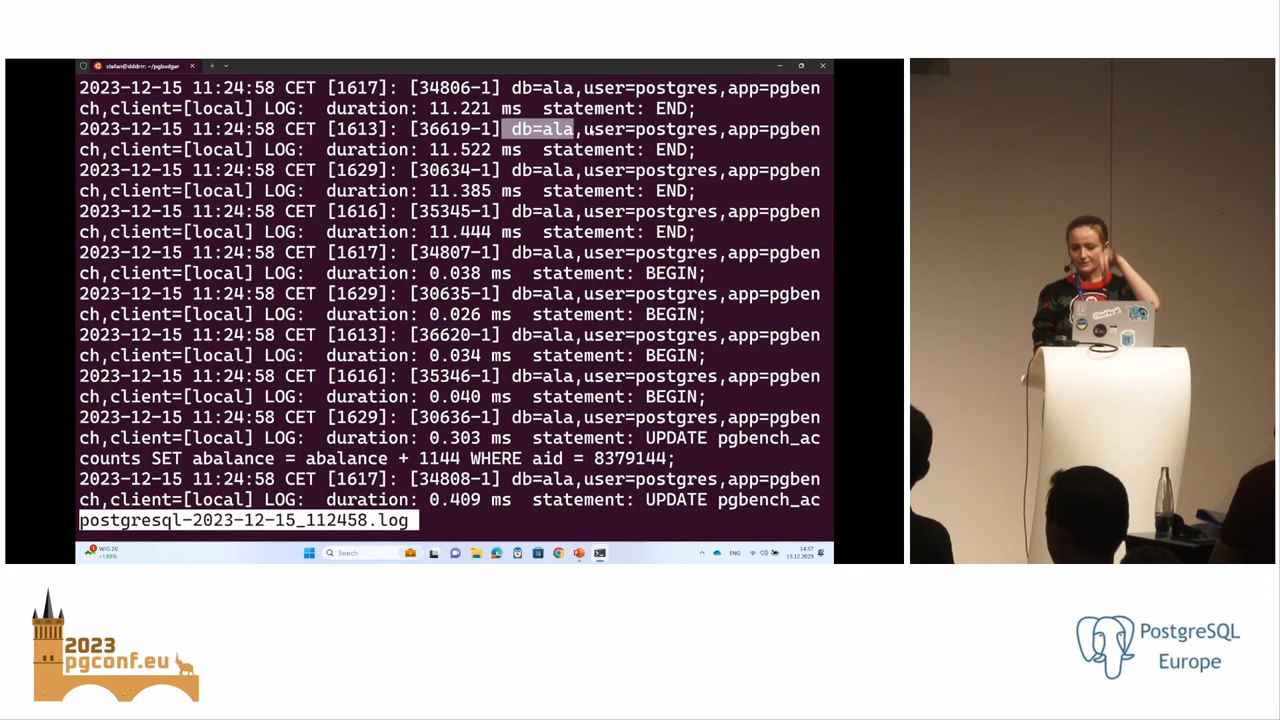 stefan@dddrrr: ~/pgbadger
2023-12-15 11:24:58 CET [1617]: [34806-1] db=ala,user=postgres,app=pgben
ch,client=[local] LOG:  duration: 11.221 ms  statement: END;
2023-12-15 11:24:58 CET [1613]: [36619-1] db=ala,user=postgres,app=pgben
ch,client=[local] LOG:  duration: 11.522 ms  statement: END;
2023-12-15 11:24:58 CET [1629]: [30634-1] db=ala,user=postgres,app=pgben
ch,client=[local] LOG:  duration: 11.385 ms  statement: END;
2023-12-15 11:24:58 CET [1616]: [35345-1] db=ala,user=postgres,app=pgben
ch,client=[local] LOG:  duration: 11.444 ms  statement: END;
2023-12-15 11:24:58 CET [1617]: [34807-1] db=ala,user=postgres,app=pgben
ch,client=[local] LOG:  duration: 0.038 ms  statement: BEGIN;
2023-12-15 11:24:58 CET [1629]: [30635-1] db=ala,user=postgres,app=pgben
ch,client=[local] LOG:  duration: 0.026 ms  statement: BEGIN;
2023-12-15 11:24:58 CET [1613]: [36620-1] db=ala,user=postgres,app=pgben
ch,client=[local] LOG:  duration: 0.034 ms  statement: BEGIN;
2023-12-15 11:24:58 CET [1616]: [35346-1] db=ala,user=postgres,app=pgben
ch,client=[local] LOG:  duration: 0.040 ms  statement: BEGIN;
2023-12-15 11:24:58 CET [1629]: [30636-1] db=ala,user=postgres,app=pgben
ch,client=[local] LOG:  duration: 0.303 ms  statement: UPDATE pgbench_ac
counts SET abalance = abalance + 1144 WHERE aid = 8379144;
2023-12-15 11:24:58 CET [1617]: [34808-1] db=ala,user=postgres,app=pgben
ch,client=[local] LOG:  duration: 0.409 ms  statement: UPDATE pgbench_ac
postgresql-2023-12-15_112458.log
WIG 20
+1.89%
Search
ENG
14:57
15.12.2023
2023
pgconf.eu
PostgreSQL
Europe